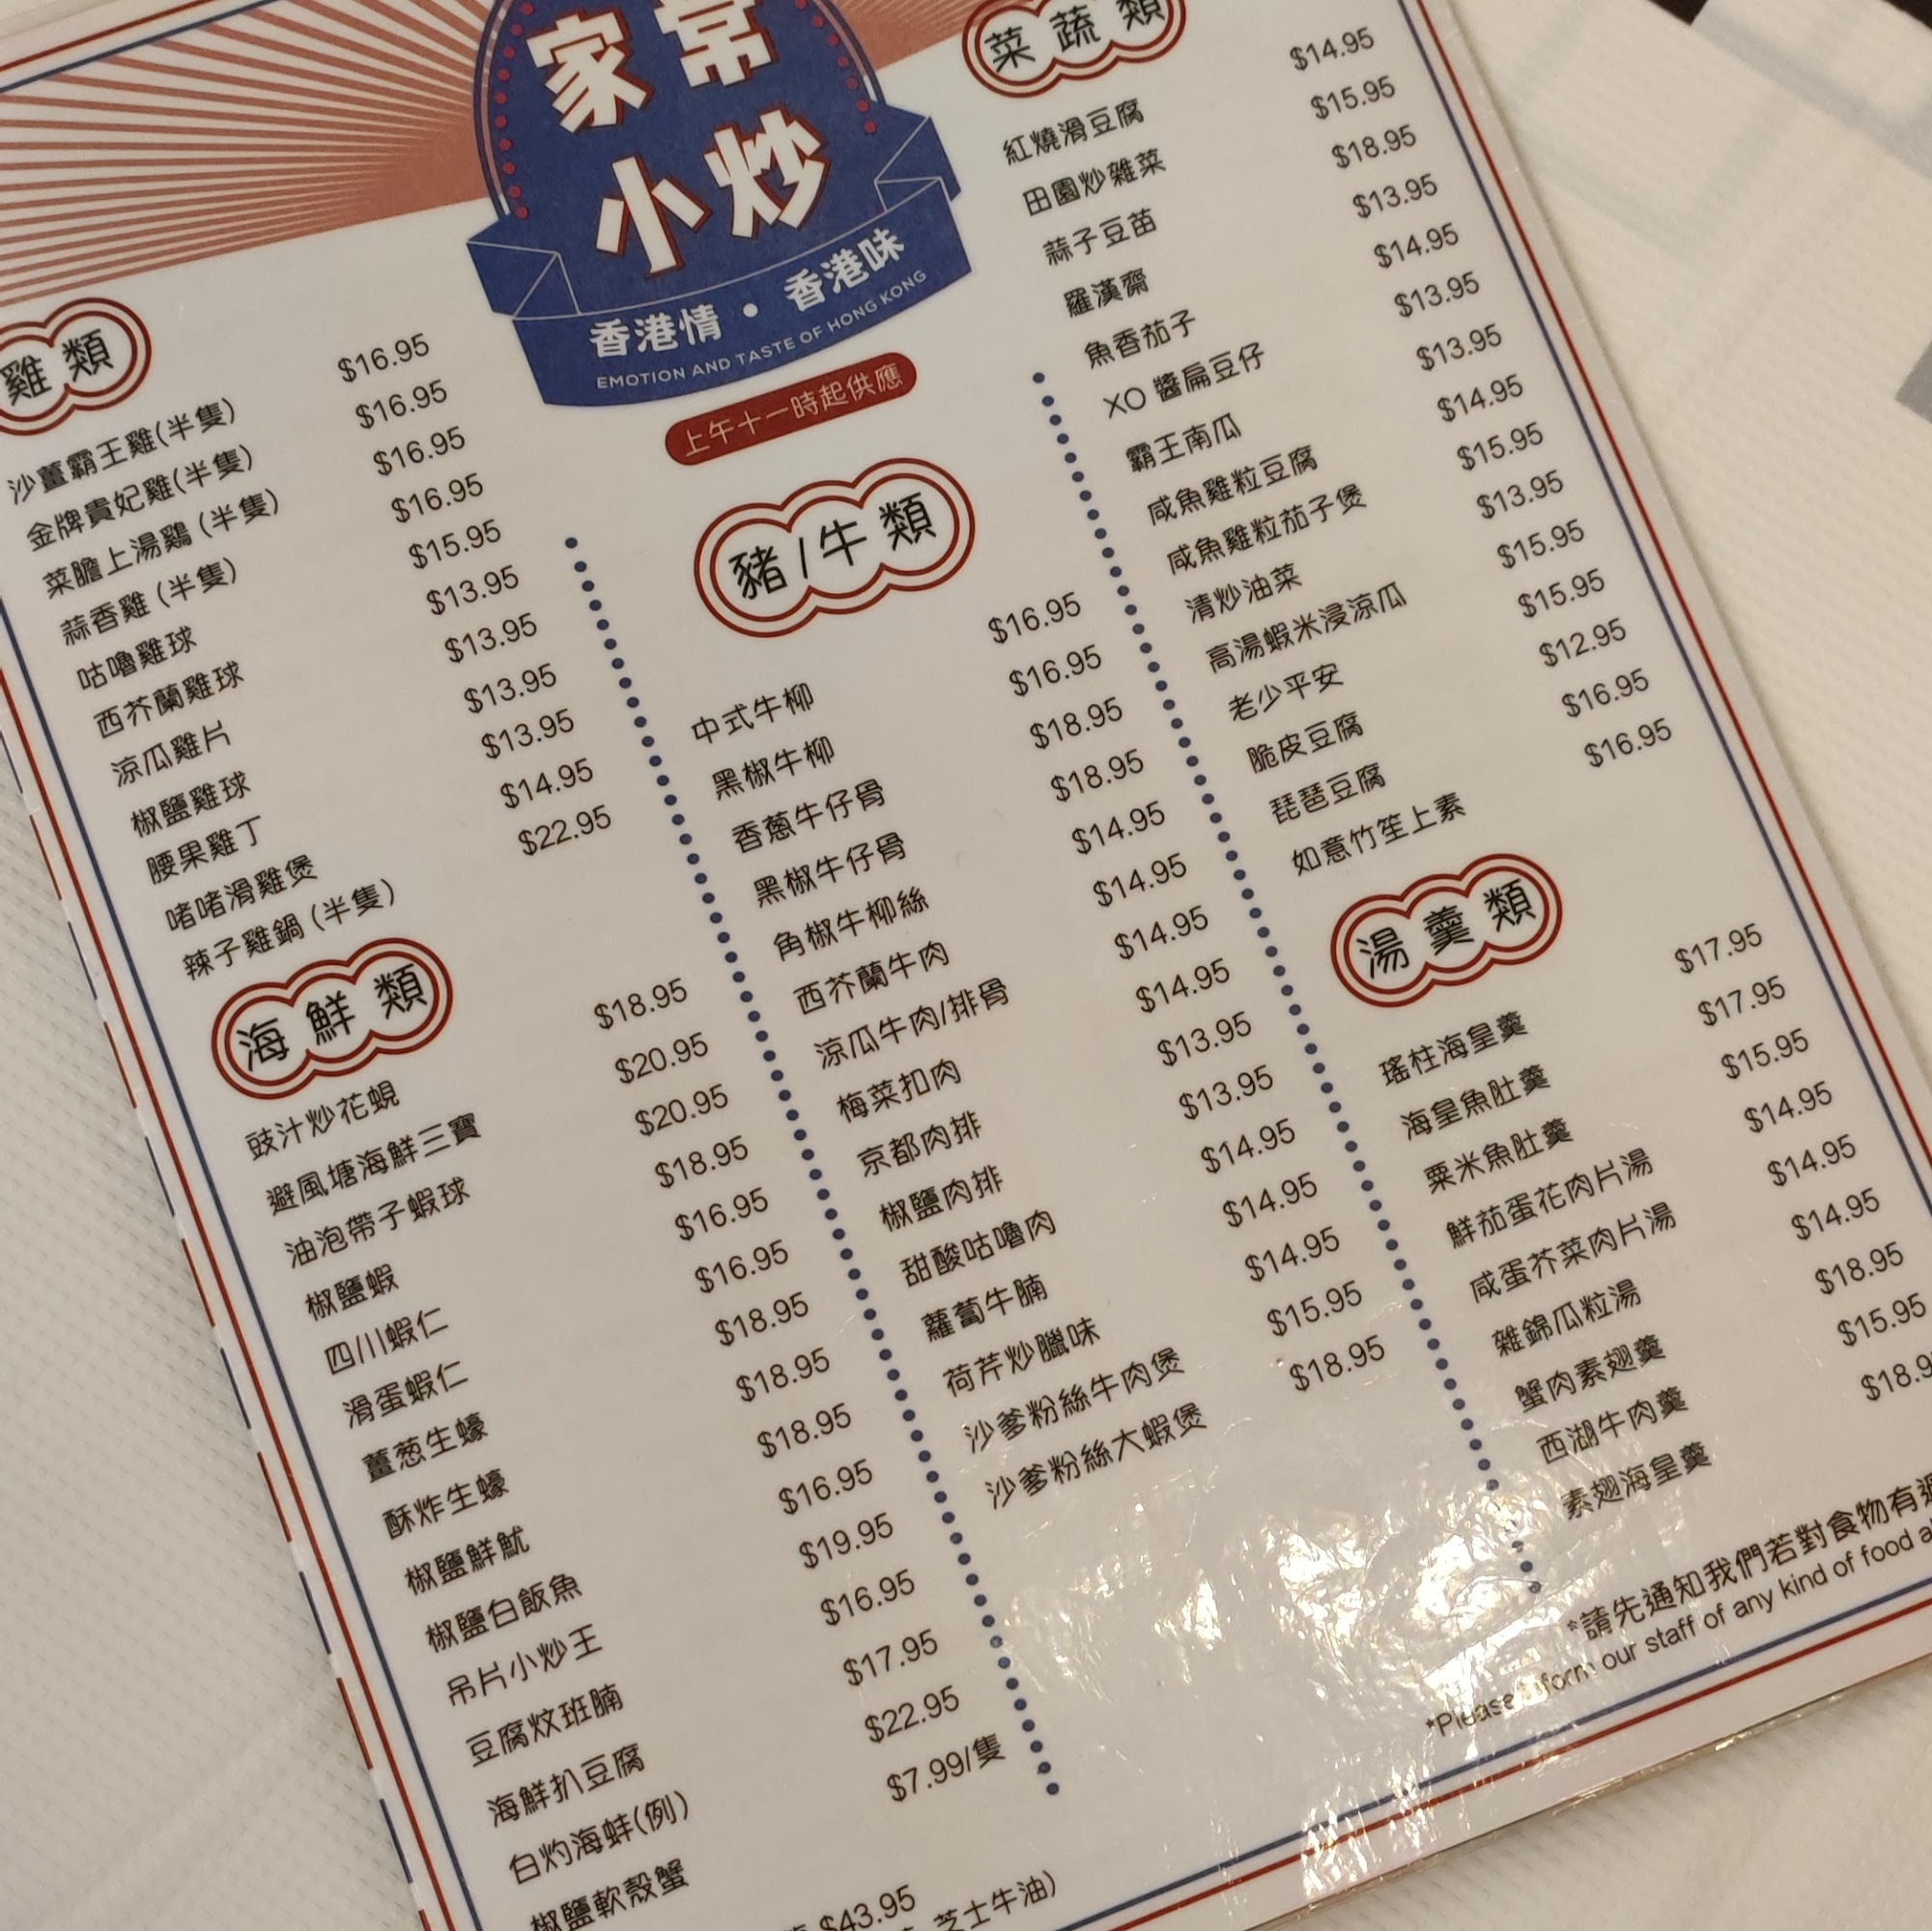 家常
小炒
香港情 • 香港味
EMOTION AND TASTE OF HONG KONG
上午十一時起供應
雞類
沙薑霸王雞(半隻) $16.95
金牌貴妃雞(半隻) $16.95
菜膽上湯鷄 (半隻) $16.95
蒜香雞 (半隻) $16.95
咕嚕雞球 $15.95
西芥蘭雞球 $13.95
涼瓜雞片 $13.95
椒鹽雞球 $13.95
腰果雞丁 $13.95
啫啫滑雞煲 $14.95
辣子雞鍋 (半隻) $22.95
海鮮類
豉汁炒花蜆 $18.95
避風塘海鮮三寶 $20.95
油泡帶子蝦球 $20.95
椒鹽蝦 $18.95
四川蝦仁 $16.95
滑蛋蝦仁 $16.95
薑葱生蠔 $18.95
酥炸生蠔 $18.95
椒鹽鮮魷 $18.95
椒鹽白飯魚 $16.95
吊片小炒王 $19.95
豆腐炆班腩 $16.95
海鮮扒豆腐 $17.95
白灼海蚌(例) $22.95
椒鹽軟殼蟹 $7.99/隻
$43.95
芝士牛油)
豬/牛類
中式牛柳 $16.95
黑椒牛柳 $16.95
香蔥牛仔骨 $18.95
黑椒牛仔骨 $18.95
角椒牛柳絲 $14.95
西芥蘭牛肉 $14.95
涼瓜牛肉/排骨 $14.95
梅菜扣肉 $14.95
京都肉排 $13.95
椒鹽肉排 $13.95
甜酸咕嚕肉 $14.95
蘿蔔牛腩 $14.95
荷芹炒臘味 $14.95
沙爹粉絲牛肉煲 $15.95
沙爹粉絲大蝦煲 $18.95
菜蔬類
紅燒滑豆腐 $14.95
田園炒雜菜 $15.95
蒜子豆苗 $18.95
羅漢齋 $13.95
魚香茄子 $14.95
XO 醬扁豆仔 $13.95
霸王南瓜 $13.95
咸魚雞粒豆腐 $14.95
咸魚雞粒茄子煲 $15.95
清炒油菜 $13.95
高湯蝦米浸涼瓜 $15.95
老少平安 $15.95
脆皮豆腐 $12.95
琵琶豆腐 $16.95
如意竹笙上素 $16.95
湯羹類
瑤柱海皇羹 $17.95
海皇魚肚羹 $17.95
粟米魚肚羹 $15.95
鮮茄蛋花肉片湯 $14.95
咸蛋芥菜肉片湯 $14.95
雜錦瓜粒湯 $14.95
蟹肉素翅羹 $18.95
西湖牛肉羹 $15.95
素翅海皇羹 $18.9
*請先通知我們若對食物有過
*Please inform our staff of any kind of food a